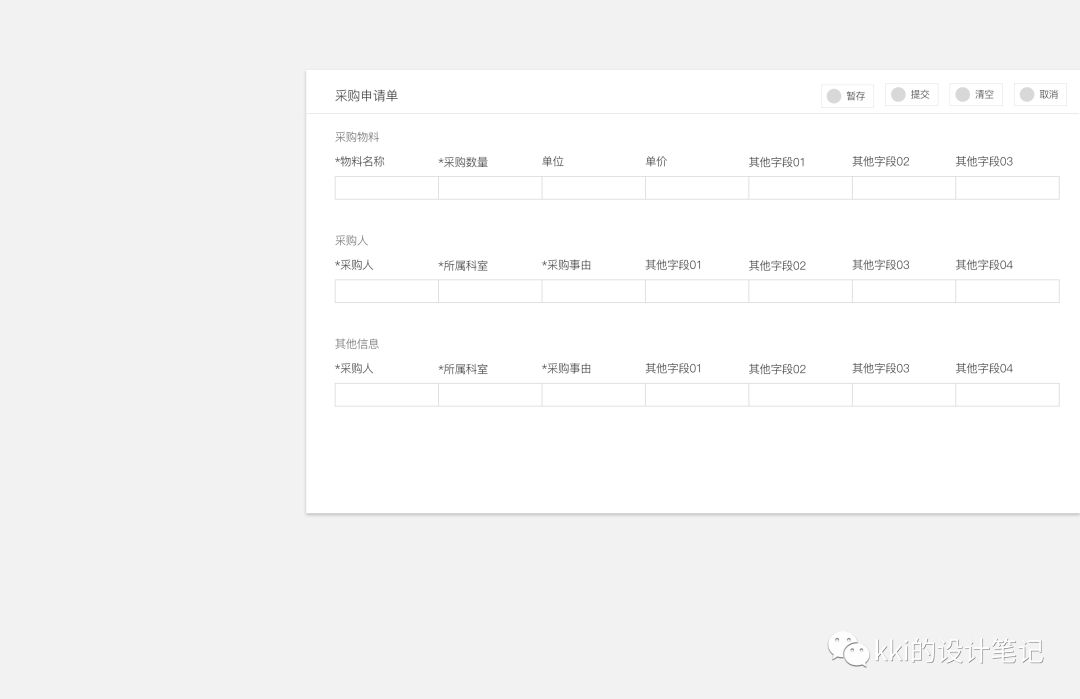 采购申请单 暂存 提交 清空 取消
采购物料
*物料名称 *采购数量 单位 单价 其他字段01 其他字段02 其他字段03
采购人
*采购人 *所属科室 *采购事由 其他字段01 其他字段02 其他字段03 其他字段04
其他信息
*采购人 *所属科室 *采购事由 其他字段01 其他字段02 其他字段03 其他字段04
kki的设计笔记